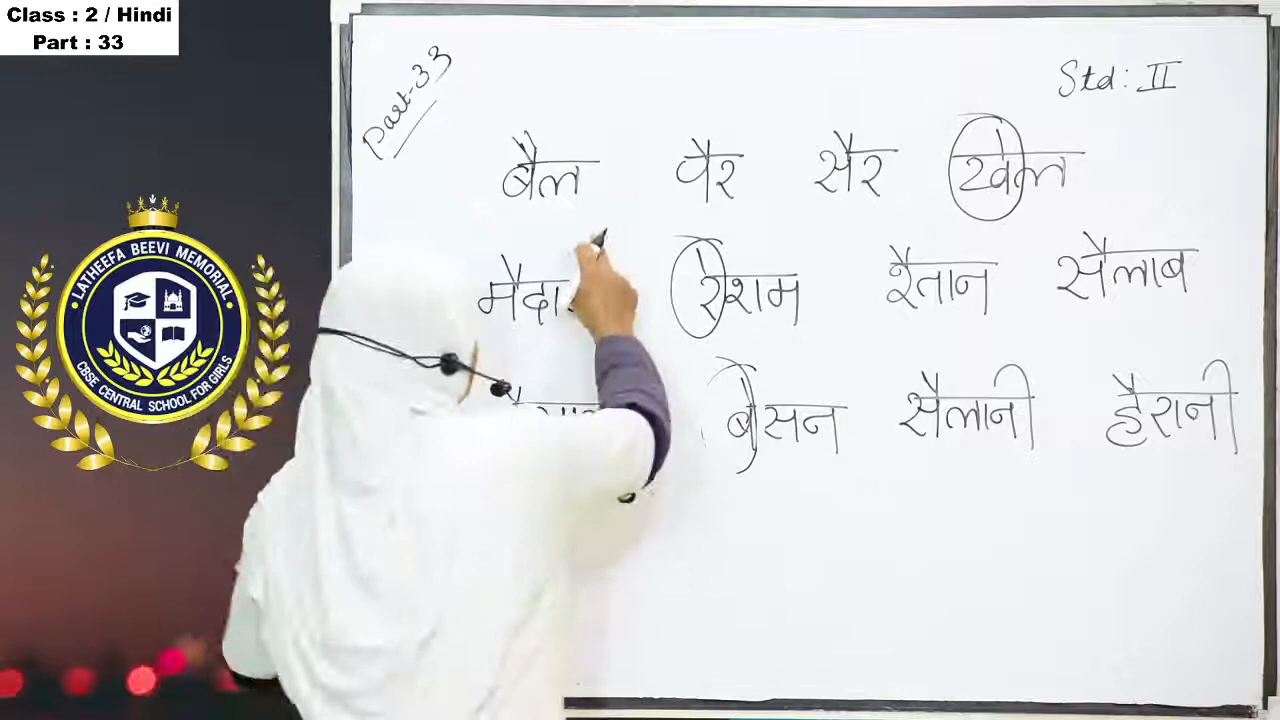 Class : 2 / Hindi
Part : 33
Part-33
Std: II
बैल पैर सैर खेल
रेशम रैतान सैलाब
बेसन सैलानी हैरानी
LATHEEFA BEEVI MEMORIAL
CBSE CENTRAL SCHOOL FOR GIRLS